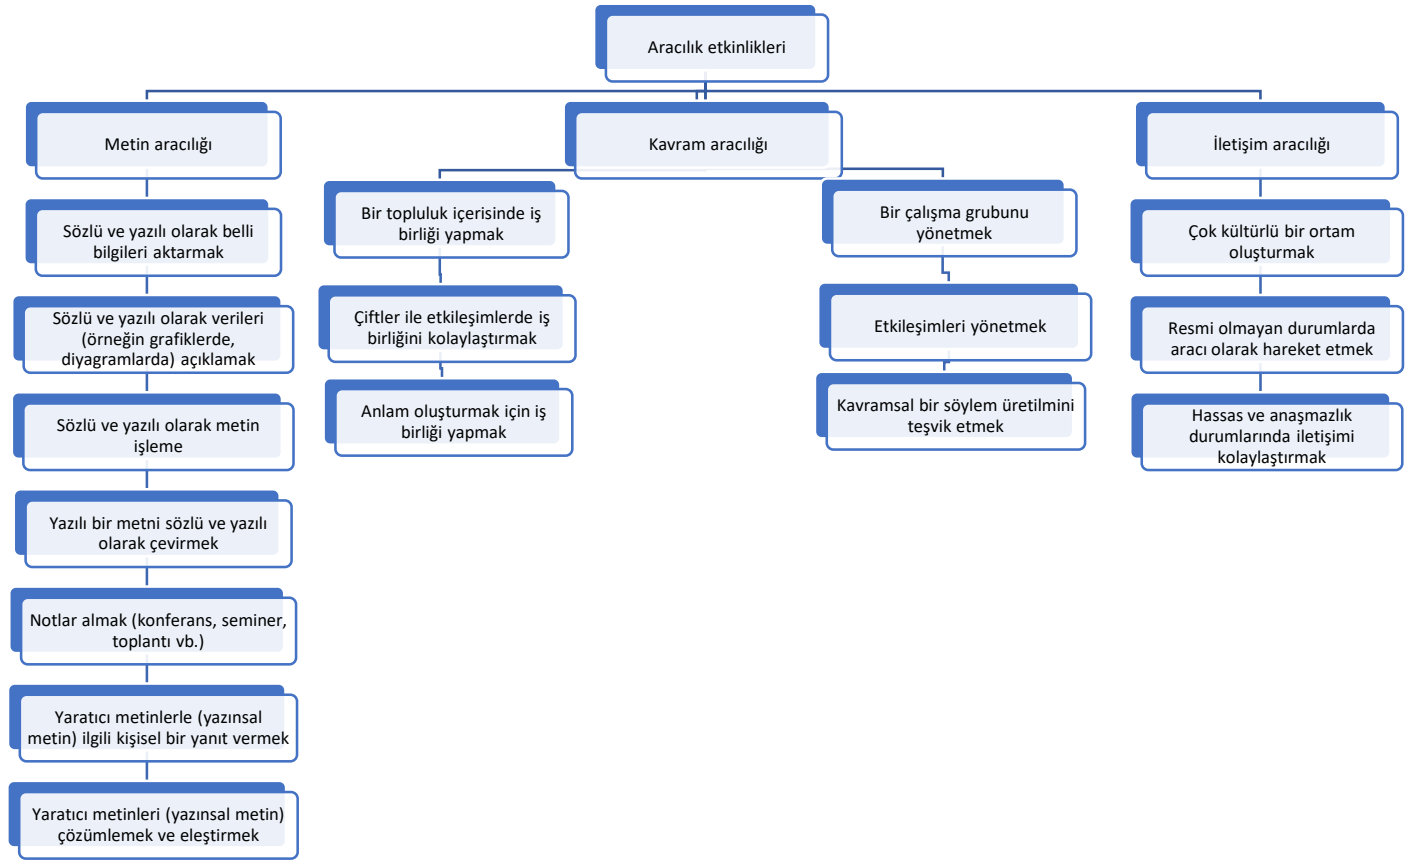 Aracılık etkinlikleri
Metin aracılığı
Sözlü ve yazılı olarak belli
bilgileri aktarmak
Sözlü ve yazılı olarak verileri
(örneğin grafiklerde,
diyagramlarda) açıklamak
Sözlü ve yazılı olarak metin
işleme
Yazılı bir metni sözlü ve yazılı
olarak çevirmek
Notlar almak (konferans, seminer,
toplantı vb.)
Yaratıcı metinlerle (yazınsal
metin) ilgili kişisel bir yanıt vermek
Yaratıcı metinleri (yazınsal metin)
çözümlemek ve eleştirmek
Kavram aracılığı
Bir topluluk içerisinde iş
birliği yapmak
Çiftler ile etkileşimlerde iş
birliğini kolaylaştırmak
Anlam oluşturmak için iş
birliği yapmak
Bir çalışma grubunu
yönetmek
Etkileşimleri yönetmek
Kavramsal bir söylem üretilmini
teşvik etmek
İletişim aracılığı
Çok kültürlü bir ortam
oluşturmak
Resmi olmayan durumlarda
aracı olarak hareket etmek
Hassas ve anaşmazlık
durumlarında iletişimi
kolaylaştırmak